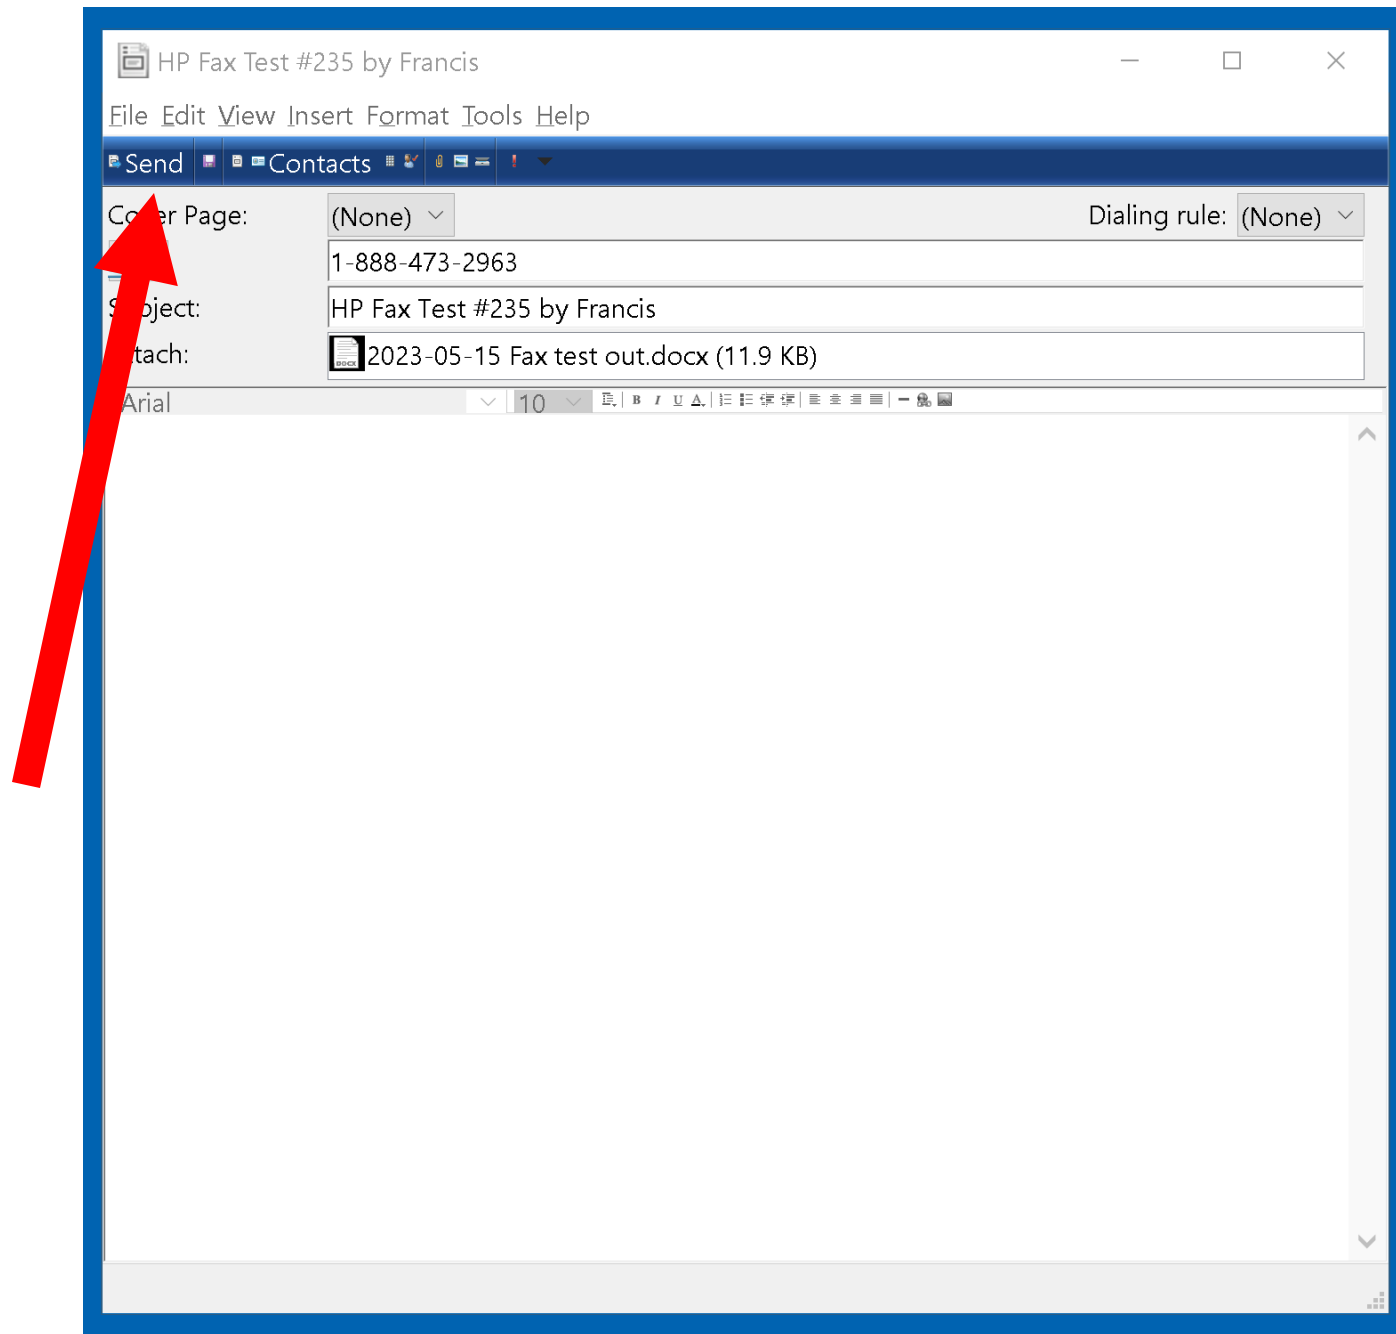 HP Fax Test #235 by Francis
File Edit View Insert Format Tools Help
Send Contacts
Cover Page: (None) Dialing rule: (None)
1-888-473-2963
Subject: HP Fax Test #235 by Francis
Attach: DOCX 2023-05-15 Fax test out.docx (11.9 KB)
Arial 10 B I U A